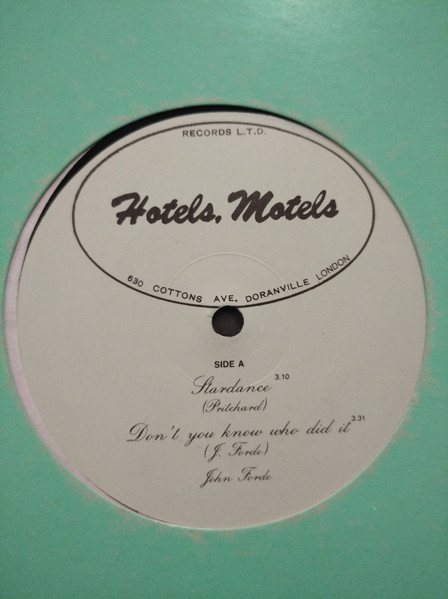 RECORDS L.T.D.
Hotels, Motels
630 COTTONS AVE. DORANVILLE LONDON
SIDE A
Stardance 3.10
(Pritchard)
Don't you know who did it 3.31
(J. Forde)
John Forde